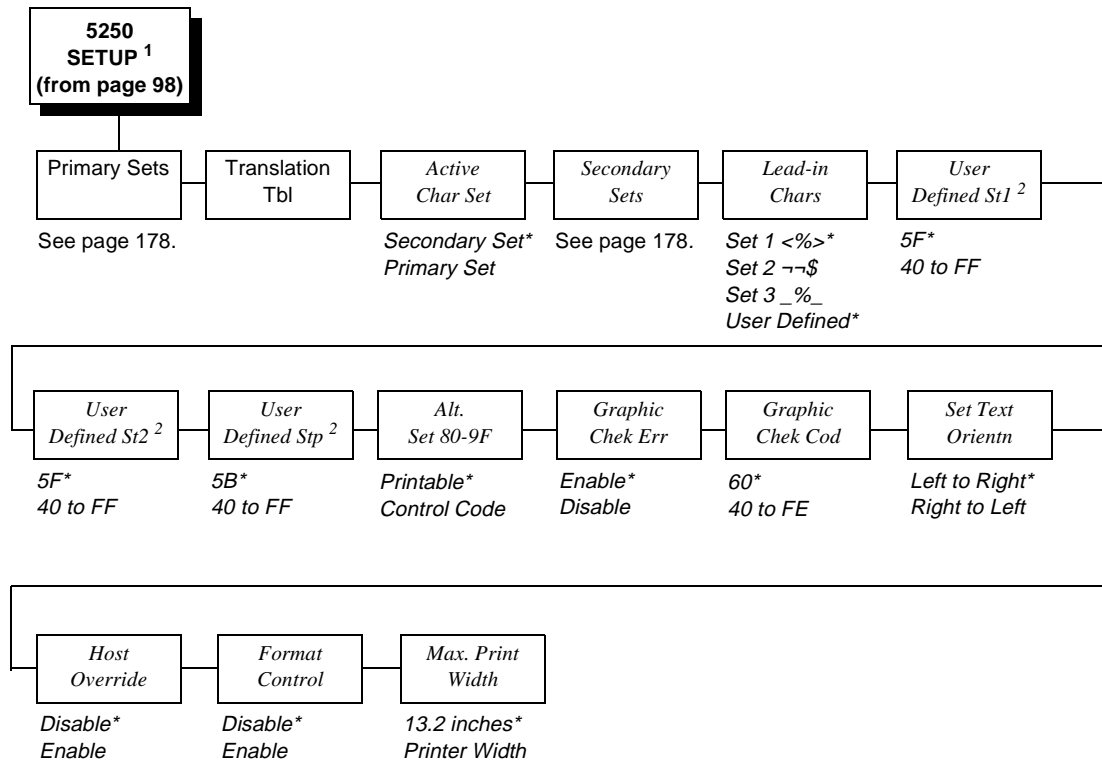 5250
SETUP 1
(from page 98)
Primary Sets
See page 178.
Translation
Tbl
Active
Char Set
Secondary Set*
Primary Set
Secondary
Sets
See page 178.
Lead-in
Chars
Set 1 <%>*
Set 2 ¬¬$
Set 3 _%_
User Defined*
User
Defined St1 2
5F*
40 to FF
User
Defined St2 2
5F*
40 to FF
User
Defined Stp 2
5B*
40 to FF
Alt.
Set 80-9F
Printable*
Control Code
Graphic
Chek Err
Enable*
Disable
Graphic
Chek Cod
60*
40 to FE
Set Text
Orientn
Left to Right*
Right to Left
Host
Override
Disable*
Enable
Format
Control
Disable*
Enable
Max. Print
Width
13.2 inches*
Printer Width